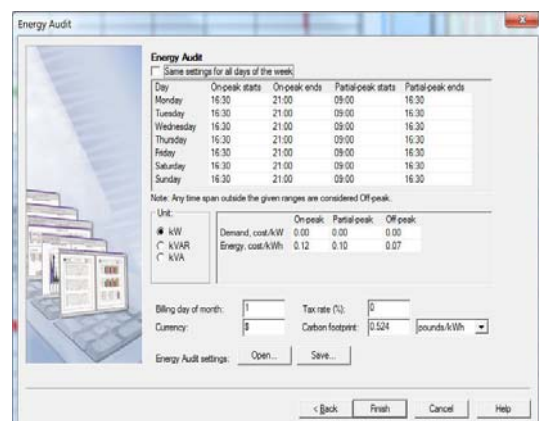 Energy Audit
Energy Audit
Same settings for all days of the week
Day On-peak starts On-peak ends Partial-peak starts Partial-peak ends
Monday 16:30 21:00 09:00 16:30
Tuesday 16:30 21:00 09:00 16:30
Wednesday 16:30 21:00 09:00 16:30
Thursday 16:30 21:00 09:00 16:30
Friday 16:30 21:00 09:00 16:30
Saturday 16:30 21:00 09:00 16:30
Sunday 16:30 21:00 09:00 16:30
Note: Any time span outside the given ranges are considered Off-peak.
Unit:
kW
kVAR
kVA
On-peak Partial-peak Off-peak
Demand, cost/kW 0.00 0.00 0.00
Energy, cost/kWh 0.12 0.10 0.07
Billing day of month: 1 Tax rate (%): 0
Currency: $ Carbon footprint: 0.524 pounds/kWh
Energy Audit settings: Open... Save...
< Back Finish Cancel Help